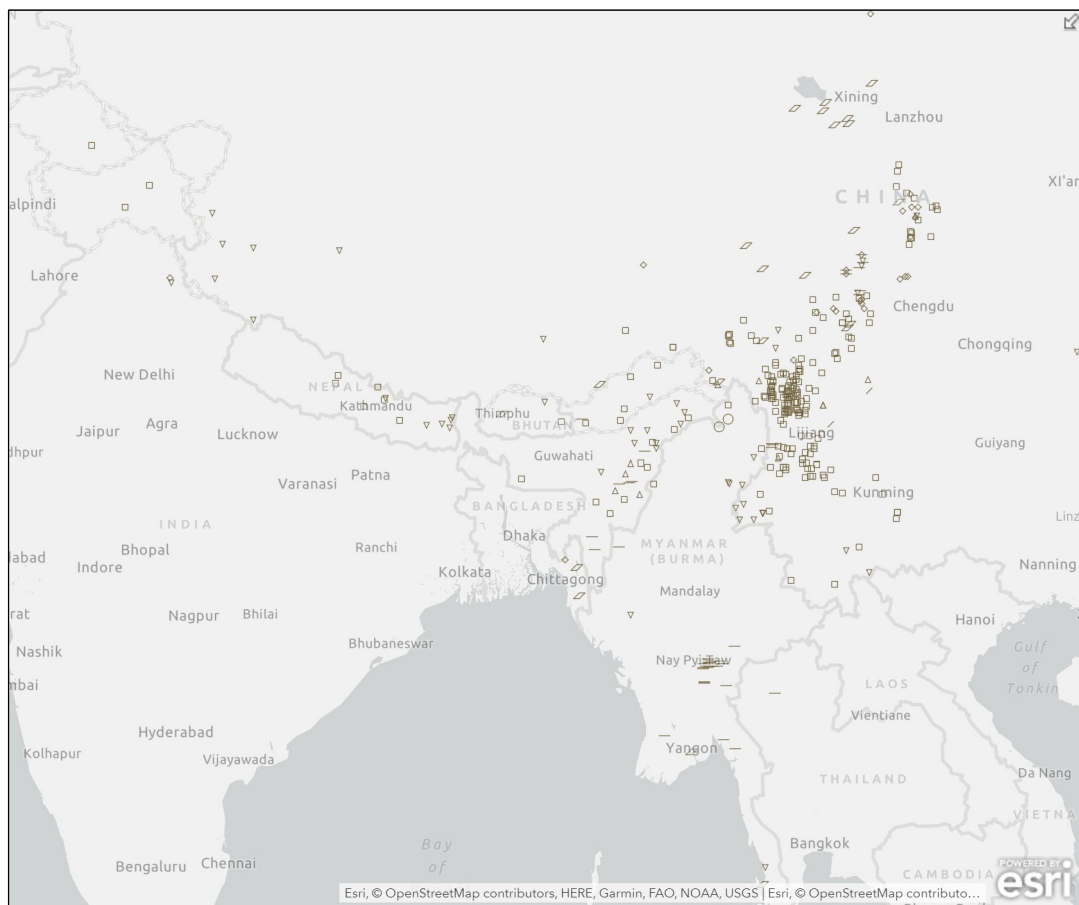 Xining
Lanzhou
CHINA
XI'ar
alpindi
Lahore
Chengdu
Chongqing
New Delhi
NEPAL
Kathmandu
Thimphu
BHUTAN
Lijiang
Jaipur
Agra
Lucknow
Guiyang
dhpur
Guwahati
Patna
Varanasi
Kunming
BANGLADESH
INDIA
Linz
Dhaka
MYANMAR
(BURMA)
Bhopal
Ranchi
dabad
Indore
Kolkata
Chittagong
Nanning
Mandalay
rat
Nagpur
Bhilai
Hanoi
Nashik
Bhubaneswar
Gulf
of
Tonkin
Nay Pyi Taw
mbai
LAOS
Vientiane
Hyderabad
Kolhapur
Vijayawada
Yangon
THAILAND
Da Nang
VIETNA
Bay
of
Bangkok
Bengaluru
Chennai
CAMBODIA
POWERED BY
esri
Esri, © OpenStreetMap contributors, HERE, Garmin, FAO, NOAA, USGS | Esri, © OpenStreetMap contributo...